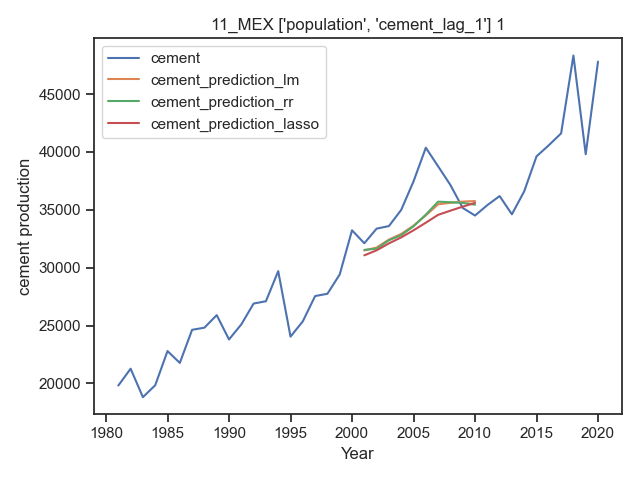 11_MEX ['population', 'cement_lag_1'] 1
cement
cement_prediction_lm
cement_prediction_rr
cement_prediction_lasso
45000
40000
35000
30000
25000
20000
cement production
1980 1985 1990 1995 2000 2005 2010 2015 2020
Year